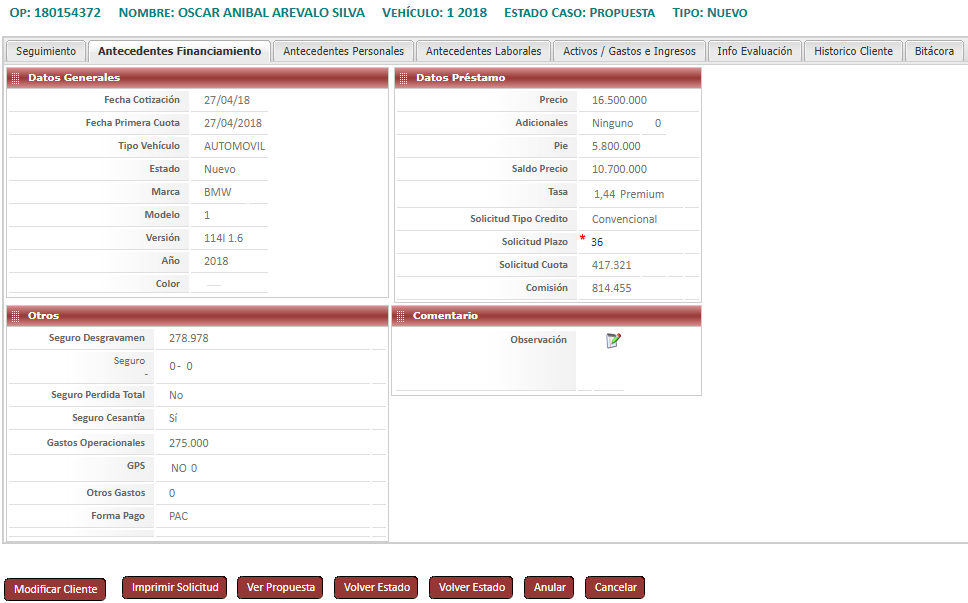 OP: 180154372 NOMBRE: OSCAR ANIBAL AREVALO SILVA VEHÍCULO: 1 2018 ESTADO CASO: PROPUESTA TIPO: NUEVO
Seguimiento Antecedentes Financiamiento Antecedentes Personales Antecedentes Laborales Activos / Gastos e Ingresos Info Evaluación Historico Cliente Bitácora
Datos Generales
Fecha Cotización 27/04/18
Fecha Primera Cuota 27/04/2018
Tipo Vehículo AUTOMOVIL
Estado Nuevo
Marca BMW
Modelo 1
Versión 114I 1.6
Año 2018
Color
Datos Préstamo
Precio 16.500.000
Adicionales Ninguno 0
Pie 5.800.000
Saldo Precio 10.700.000
Tasa 1,44 Premium
Solicitud Tipo Credito Convencional
Solicitud Plazo * 36
Solicitud Cuota 417.321
Comisión 814.455
Otros
Seguro Desgravamen 278.978
Seguro 0 - 0
-
Seguro Perdida Total No
Seguro Cesantía Sí
Gastos Operacionales 275.000
GPS NO 0
Otros Gastos 0
Forma Pago PAC
Comentario
Observación
Modificar Cliente Imprimir Solicitud Ver Propuesta Volver Estado Volver Estado Anular Cancelar